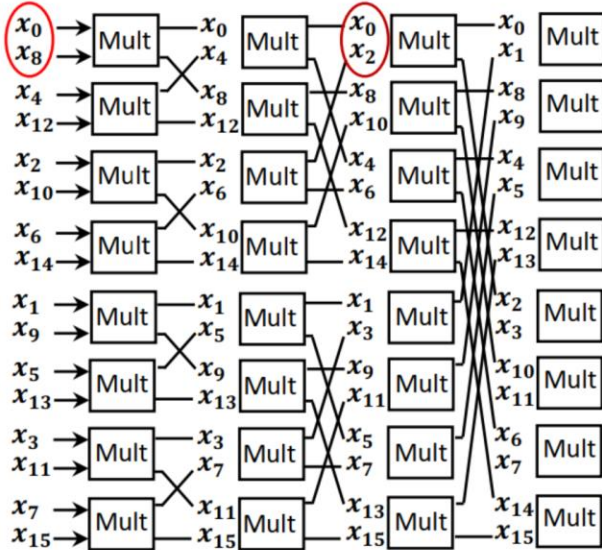 x₀ x₀ x₀ x₀
Mult Mult Mult Mult
x₈ x₄ x₂ x₁
x₄ x₈ x₈ x₈
Mult Mult Mult Mult
x₁₂ x₁₂ x₁₀ x₉
x₂ x₂ x₄ x₄
Mult Mult Mult Mult
x₁₀ x₆ x₆ x₅
x₆ x₁₀ x₁₂ x₁₂
Mult Mult Mult Mult
x₁₄ x₁₄ x₁₄ x₁₃
x₁ x₁ x₁ x₂
Mult Mult Mult Mult
x₉ x₅ x₃ x₃
x₅ x₉ x₉ x₁₀
Mult Mult Mult Mult
x₁₃ x₁₃ x₁₁ x₁₁
x₃ x₃ x₅ x₆
Mult Mult Mult Mult
x₁₁ x₇ x₇ x₇
x₇ x₁₁ x₁₃ x₁₄
Mult Mult Mult Mult
x₁₅ x₁₅ x₁₅ x₁₅